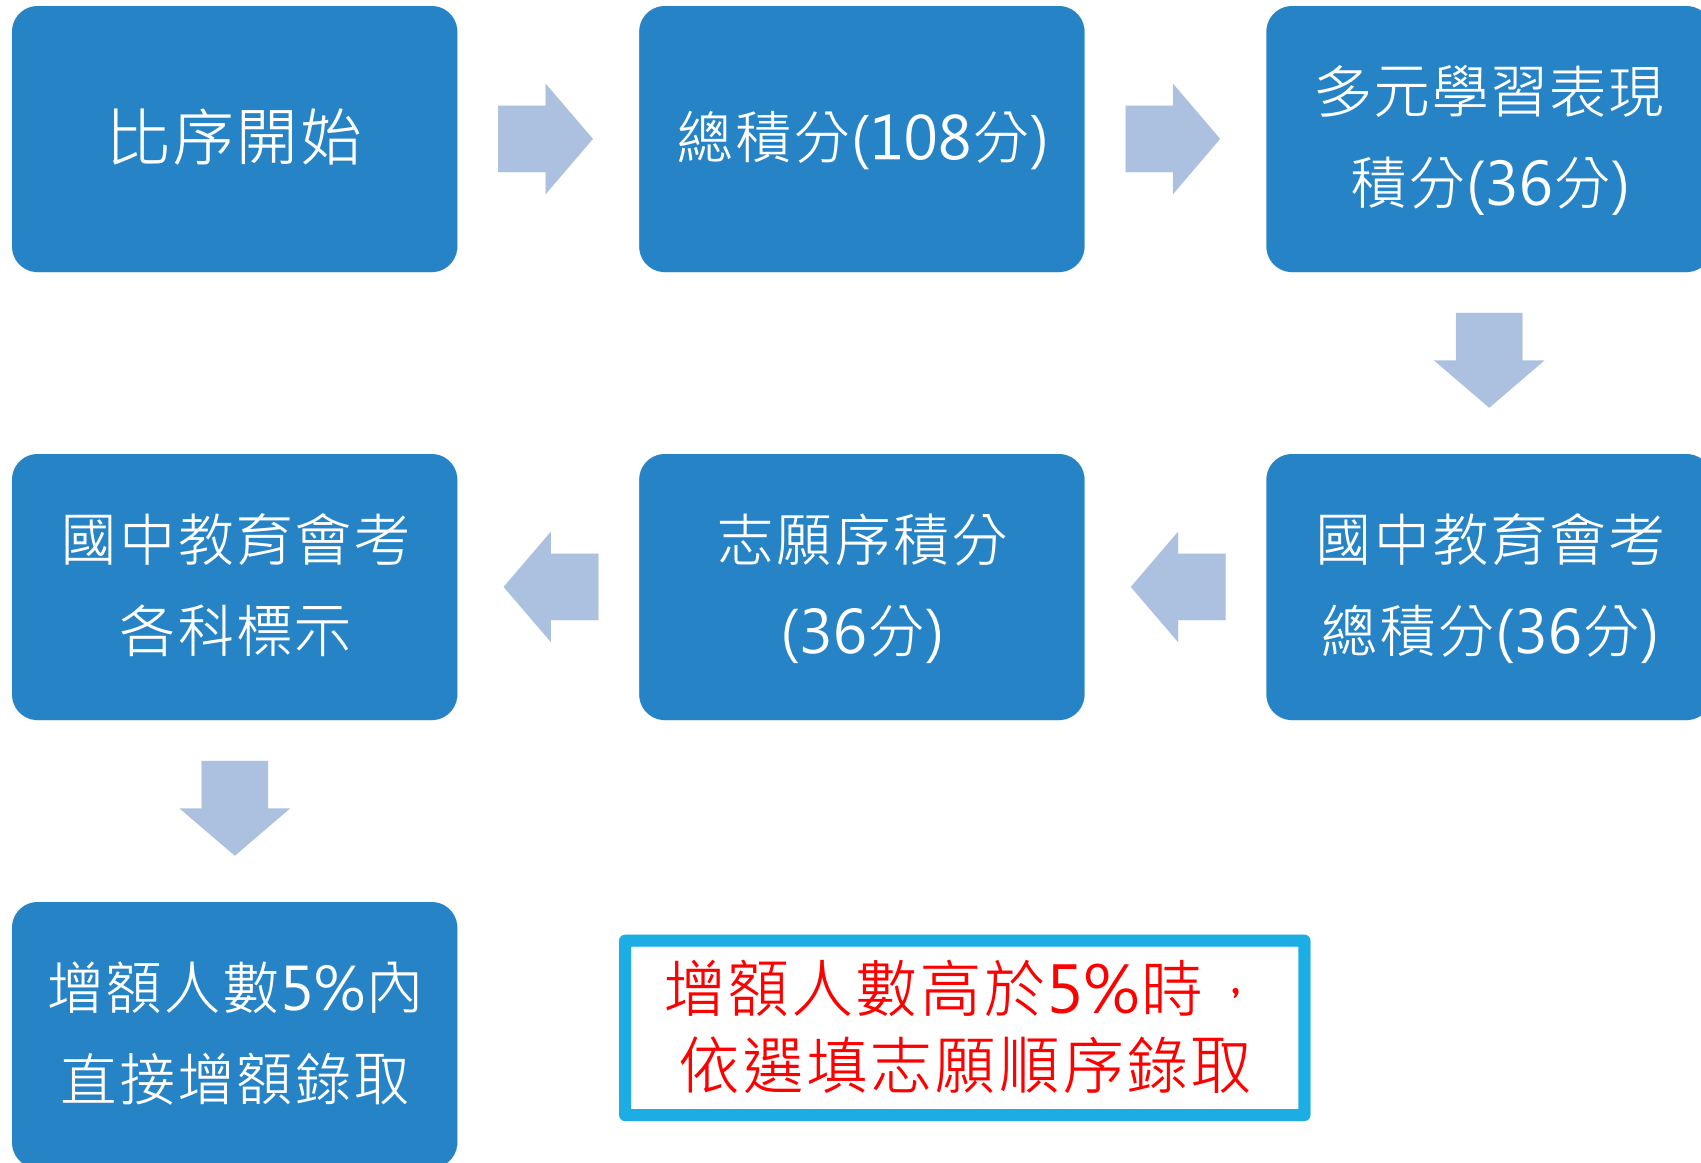 比序開始
總積分(108分)
多元學習表現
積分(36分)
國中教育會考
總積分(36分)
志願序積分
(36分)
國中教育會考
各科標示
增額人數5%內
直接增額錄取
增額人數高於5%時，
依選填志願順序錄取